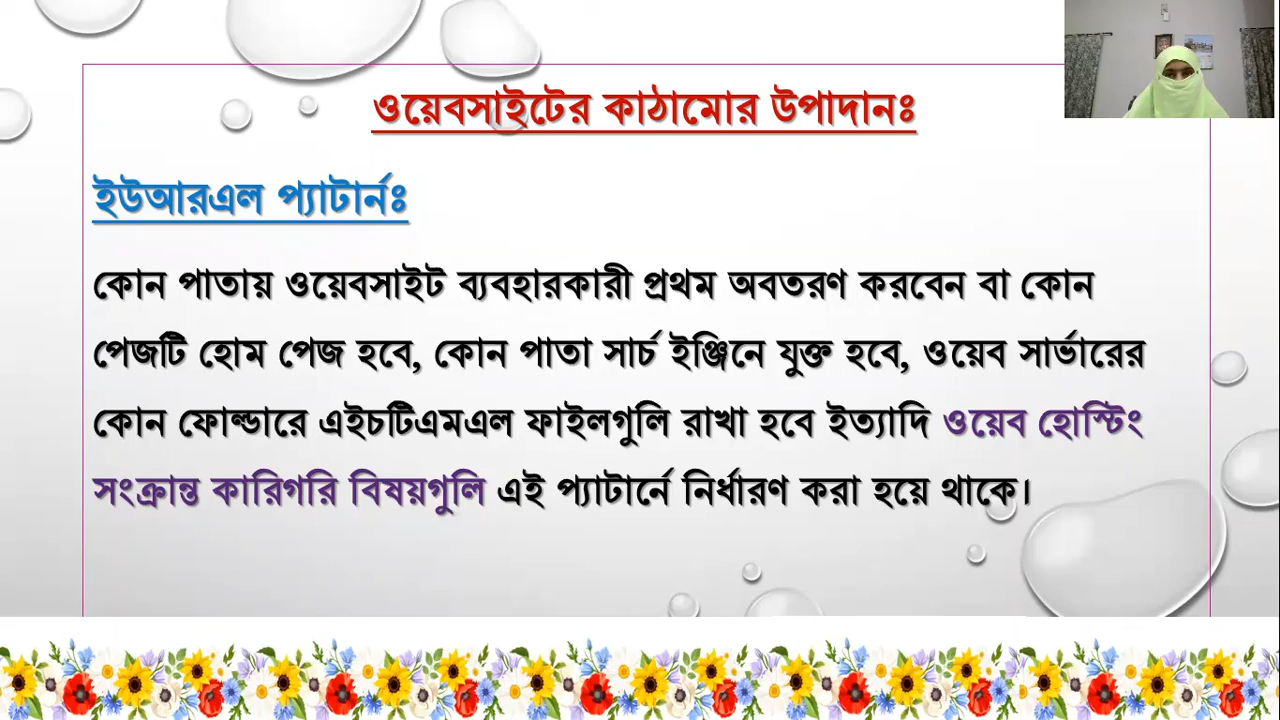 ওয়েবসাইটের কাঠামোর উপাদানঃ
ইউআরএল প্যাটার্নঃ
কোন পাতায় ওয়েবসাইট ব্যবহারকারী প্রথম অবতরণ করবেন বা কোন
পেজটি হোম পেজ হবে, কোন পাতা সার্চ ইঞ্জিনে যুক্ত হবে, ওয়েব সার্ভারের
কোন ফোল্ডারে এইচটিএমএল ফাইলগুলি রাখা হবে ইত্যাদি ওয়েব হোস্টিং
সংক্রান্ত কারিগরি বিষয়গুলি এই প্যাটার্নে নির্ধারণ করা হয়ে থাকে।